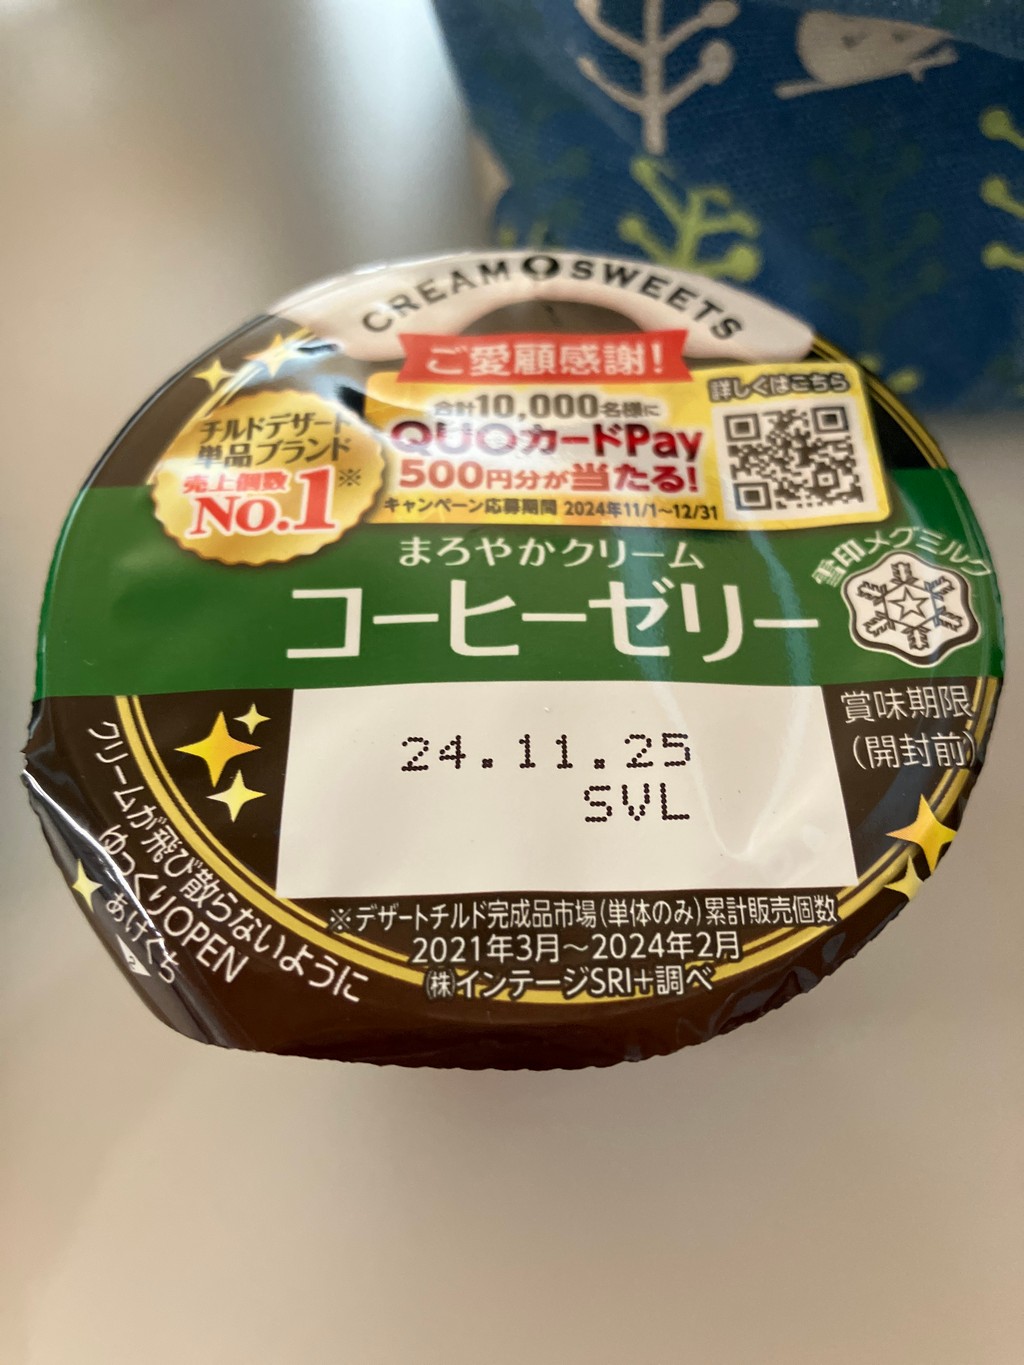 CREAM SWEETS
ご愛顧感謝!
チルドデザート
単品ブランド
売上個数
No.1※
合計10,000名様に
QUOカードPay
500円分が当たる!
キャンペーン応募期間 2024年11/1~12/31
詳しくはこちら
まろやかクリーム
コーヒーゼリー
雪印メグミルク
賞味期限
(開封前)
24.11.25
SVL
クリームが飛び散らないように
ゆっくりOPEN
あけくち
※デザートチルド完成品市場(単体のみ)累計販売個数
2021年3月～2024年2月
㈱インテージSRI+調べ